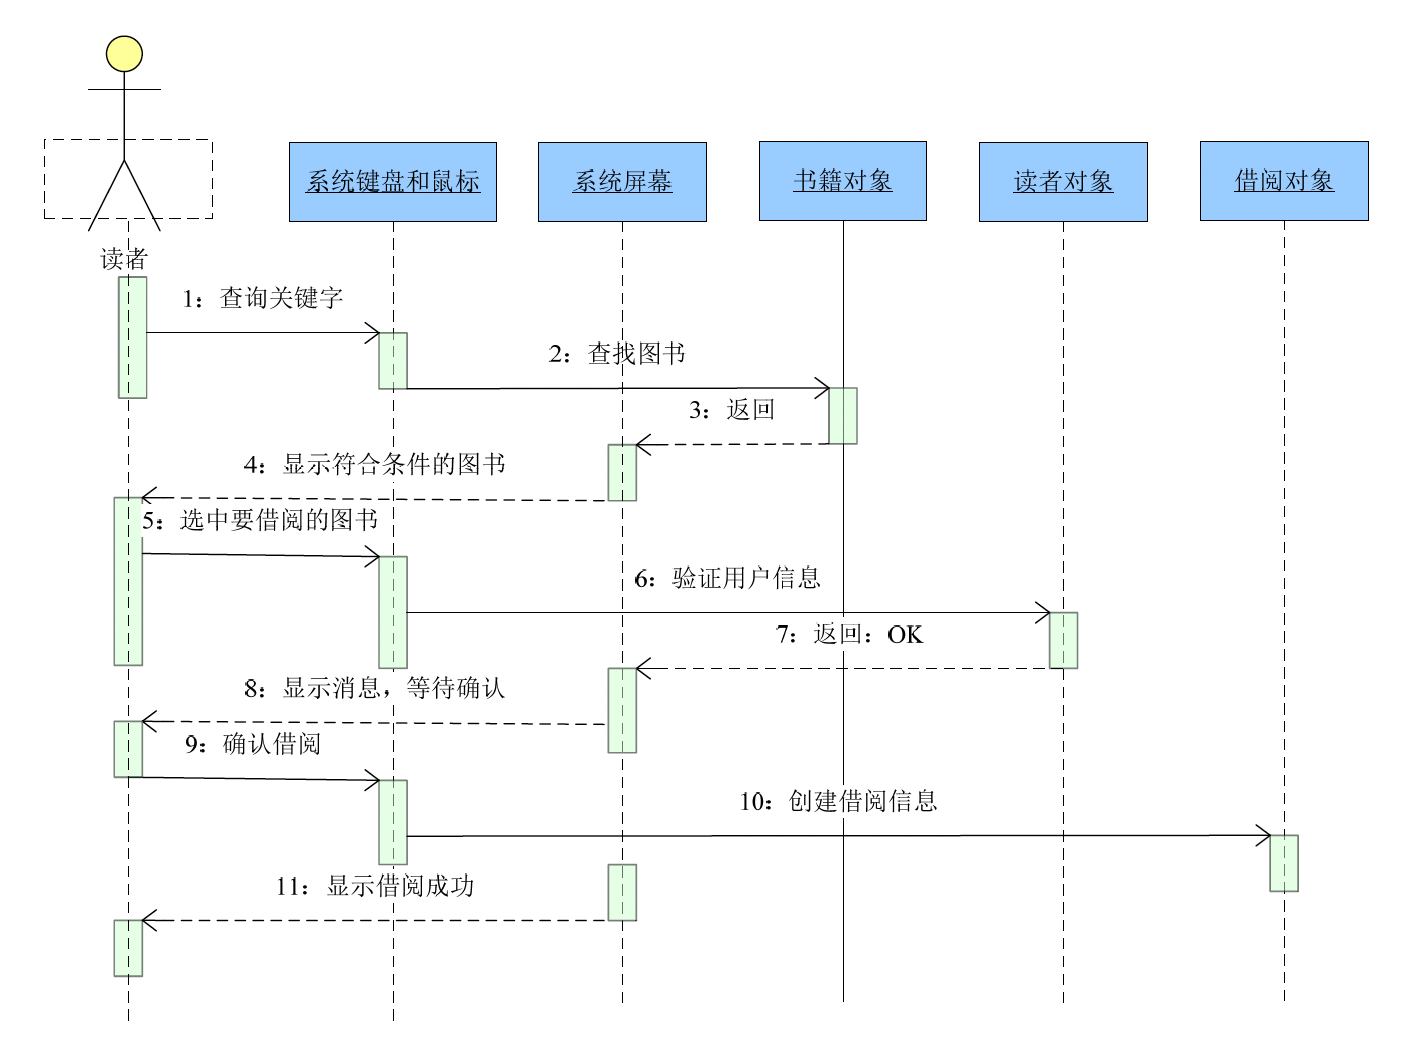 系统键盘和鼠标
系统屏幕
书籍对象
读者对象
借阅对象
读者
1：查询关键字
2：查找图书
3：返回
4：显示符合条件的图书
5：选中要借阅的图书
6：验证用户信息
7：返回：OK
8：显示消息，等待确认
9：确认借阅
10：创建借阅信息
11：显示借阅成功